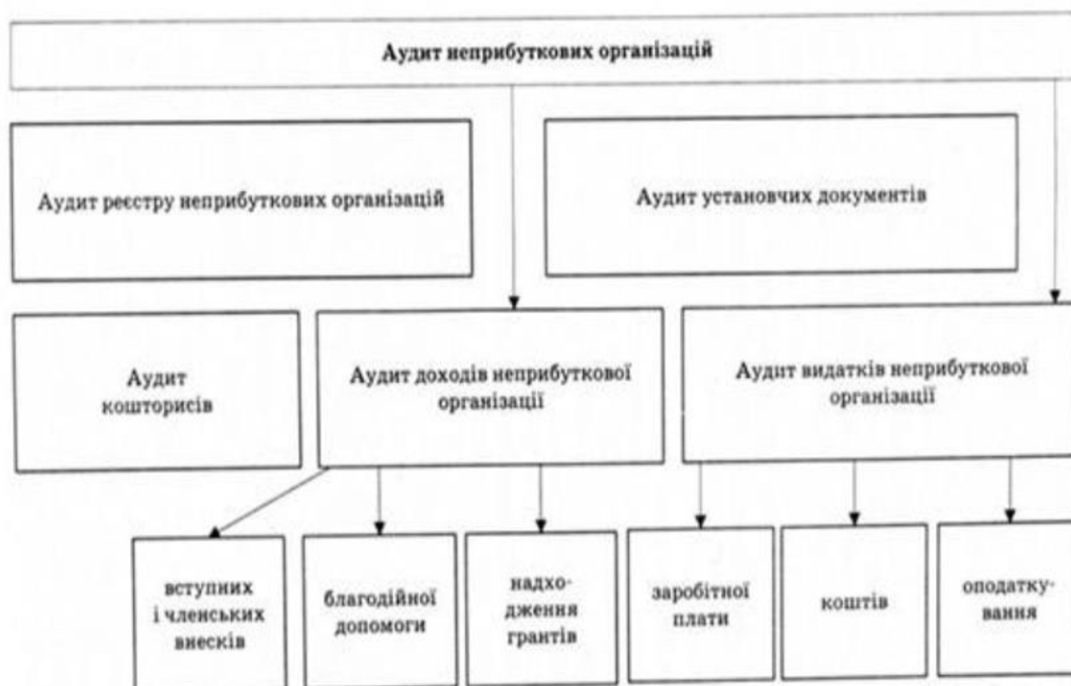 Аудит неприбуткових організацій
Аудит реєстру неприбуткових організацій
Аудит установчих документів
Аудит
кошторисів
Аудит доходів неприбуткової
організації
Аудит видатків неприбуткової
організації
вступних
і членських
внесків
благодійної
допомоги
надхо-
дження
грантів
заробітної
плати
коштів
оподатку-
вання